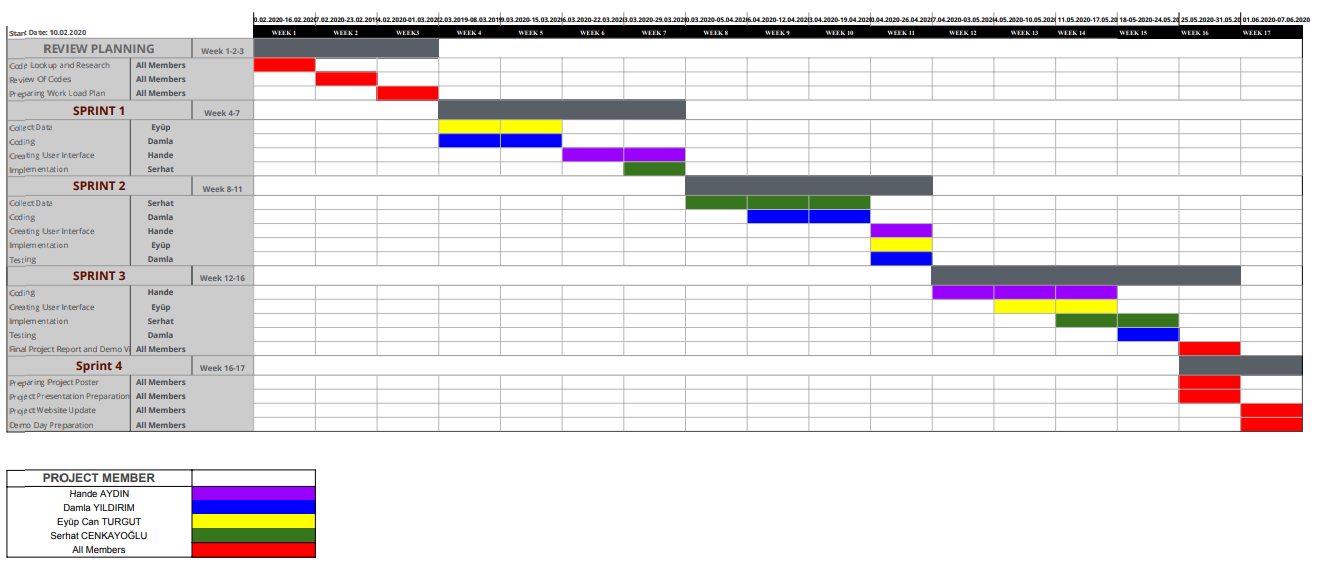 Start Date: 10.02.2020
WEEK 1 WEEK 2 WEEK3 WEEK 4 WEEK 5 WEEK 6 WEEK 7 WEEK 8 WEEK 9 WEEK 10 WEEK 11 WEEK 12 WEEK 13 WEEK 14 WEEK 15 WEEK 16 WEEK 17
11.05.2020-17.05.20 18-05-2020-24.05.2020 25.05.2020-31.05.2020 01.06.2020-07.06.2020
REVIEW PLANNING Week 1-2-3
Code Lookup and Research All Members
Review Of Codes All Members
Preparing Work Load Plan All Members
SPRINT 1 Week 4-7
Collect Data Eyüp
Coding Damla
Creating User Interface Hande
Implementation Serhat
SPRINT 2 Week 8-11
Collect Data Serhat
Coding Damla
Creating User Interface Hande
Implementation Eyüp
Testing Damla
SPRINT 3 Week 12-16
Coding Hande
Creating User Interface Eyüp
Implementation Serhat
Testing Damla
Final Project Report and Demo Vi All Members
Sprint 4 Week 16-17
Preparing Project Poster All Members
Project Presentation Preparation All Members
Project Website Update All Members
Demo Day Preparation All Members
PROJECT MEMBER
Hande AYDIN
Damla YILDIRIM
Eyüp Can TURGUT
Serhat CENKAYOĞLU
All Members